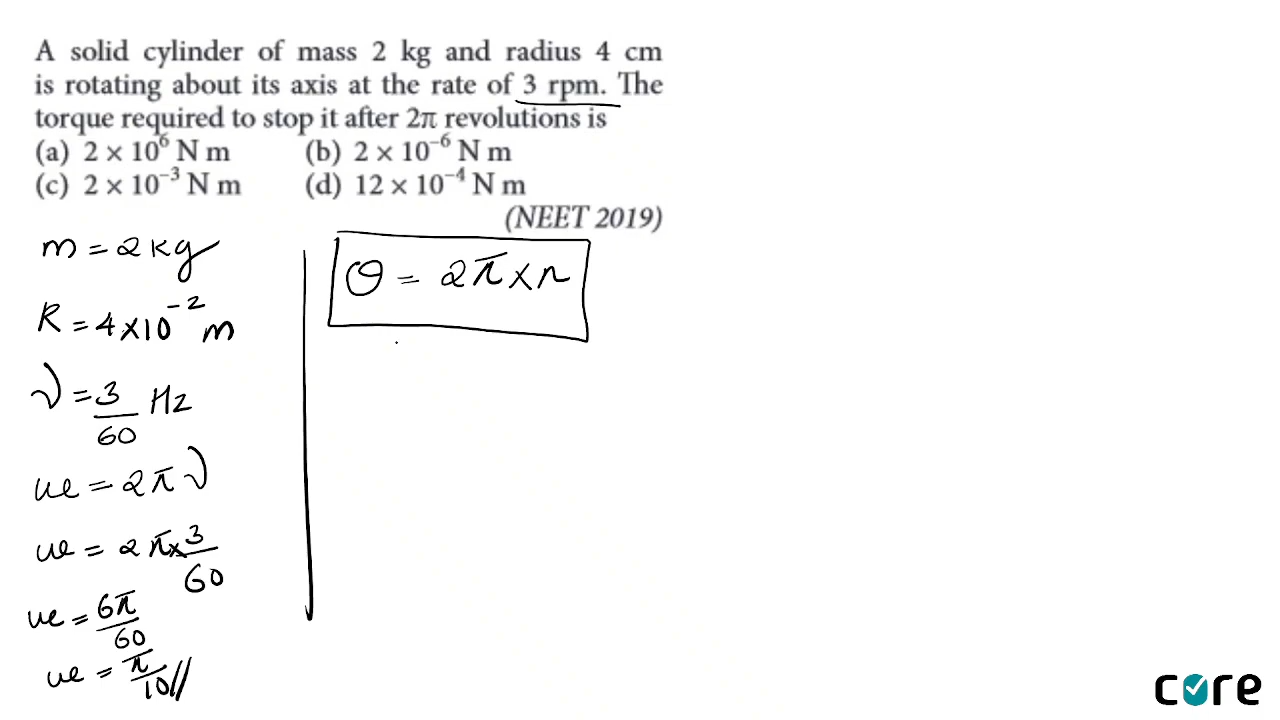 A solid cylinder of mass 2 kg and radius 4 cm
is rotating about its axis at the rate of 3 rpm. The
torque required to stop it after 2π revolutions is
(a) 2 × 10⁶ N m (b) 2 × 10⁻⁶ N m
(c) 2 × 10⁻³ N m (d) 12 × 10⁻⁴ N m
(NEET 2019)
m = 2 kg
R = 4×10⁻² m
ν = 3/60 Hz
ω = 2πν
ω = 2π × 3/60
ω = 6π/60
ω = π/10 //
θ = 2π × n
core